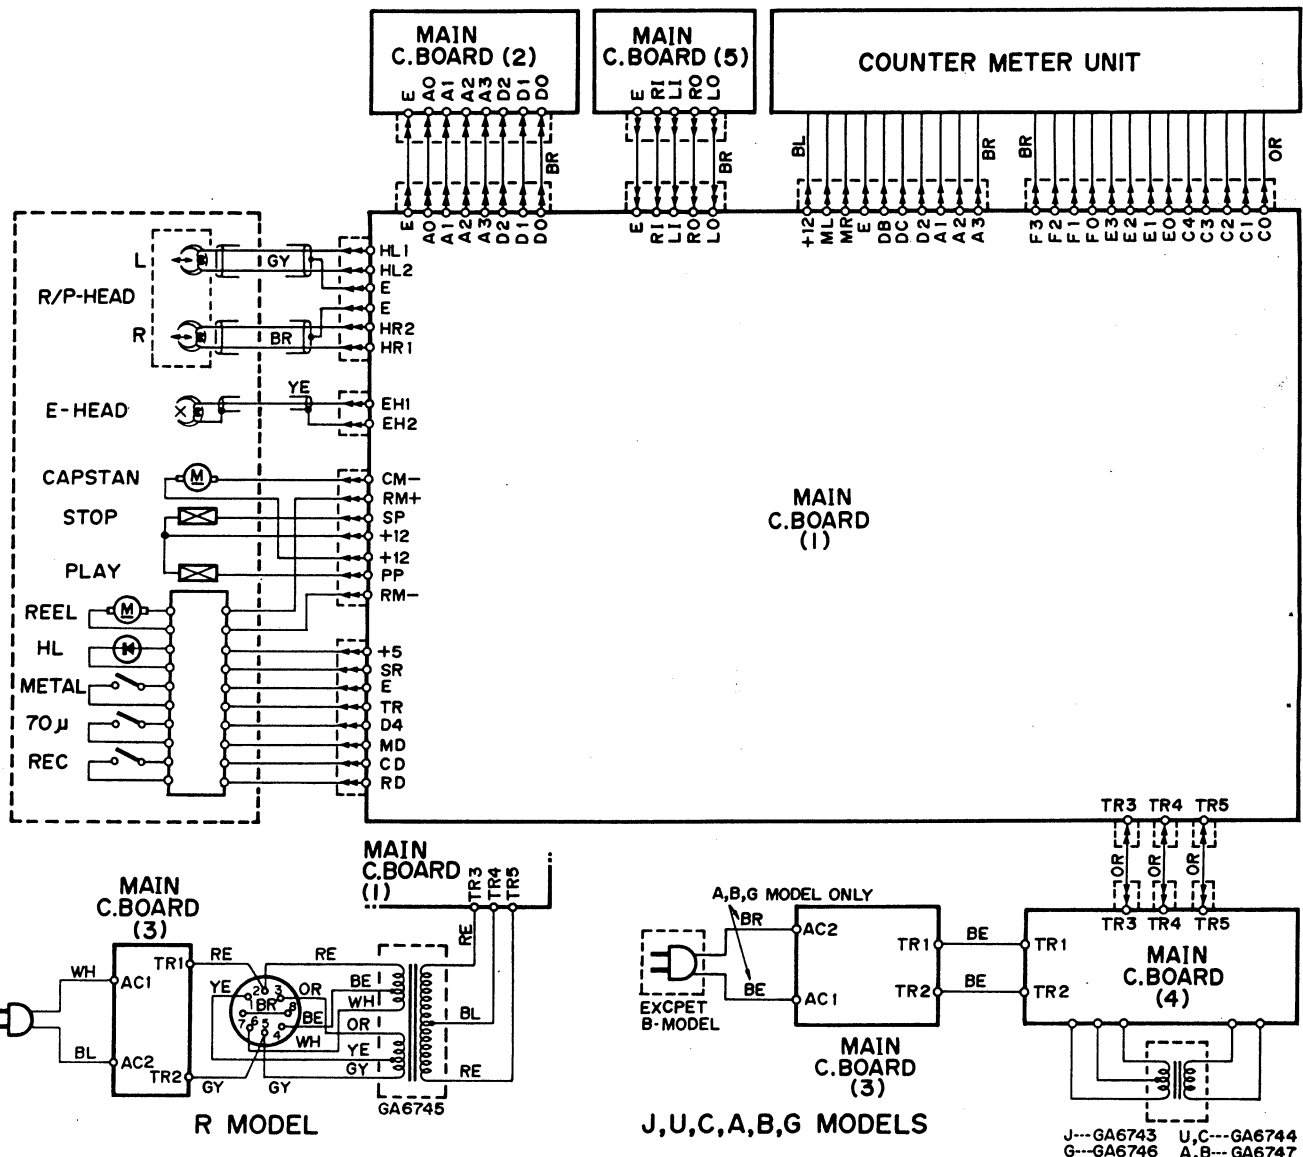 MAIN
C.BOARD (2)
E A0 A1 A2 A3 D2 D1 D0
BR
E A0 A1 A2 A3 D2 D1 D0
MAIN
C.BOARD (5)
E RI LI RO LO
BR
E RI LI RO LO
COUNTER METER UNIT
BL
BR
BR
OR
+12 ML MR E DB DC D2 A1 A2 A3
F3 F2 F1 F0 E3 E2 E1 E0 C4 C3 C2 C1 C0
R/P-HEAD
L
GY
HL1
HL2
E
E
R
BR
HR2
HR1
E-HEAD
YE
EH1
EH2
CAPSTAN
M
CM-
RM+
STOP
SP
+12
+12
PLAY
PP
RM-
REEL
M
HL
+5
SR
METAL
E
TR
70μ
D4
MD
REC
CD
RD
MAIN
C.BOARD
(1)
TR3 TR4 TR5
OR OR OR
TR3 TR4 TR5
MAIN
C.BOARD
(1)
TR3 TR4 TR5
MAIN
C.BOARD
(3)
WH
AC1
BL
AC2
TR1
TR2
RE
YE
GY
2 3
1 BR 8
7 6 5 4
RE
OR
BE
WH
BE
OR
WH
YE
GY
RE
BL
RE
GA6745
R MODEL
A,B,G MODEL ONLY
BR
BE
EXCPET
B-MODEL
AC2
AC1
TR1
TR2
MAIN
C.BOARD
(3)
BE
BE
TR1
TR2
MAIN
C.BOARD
(4)
J,U,C,A,B,G MODELS
J---GA6743 U,C---GA6744
G---GA6746 A,B---GA6747